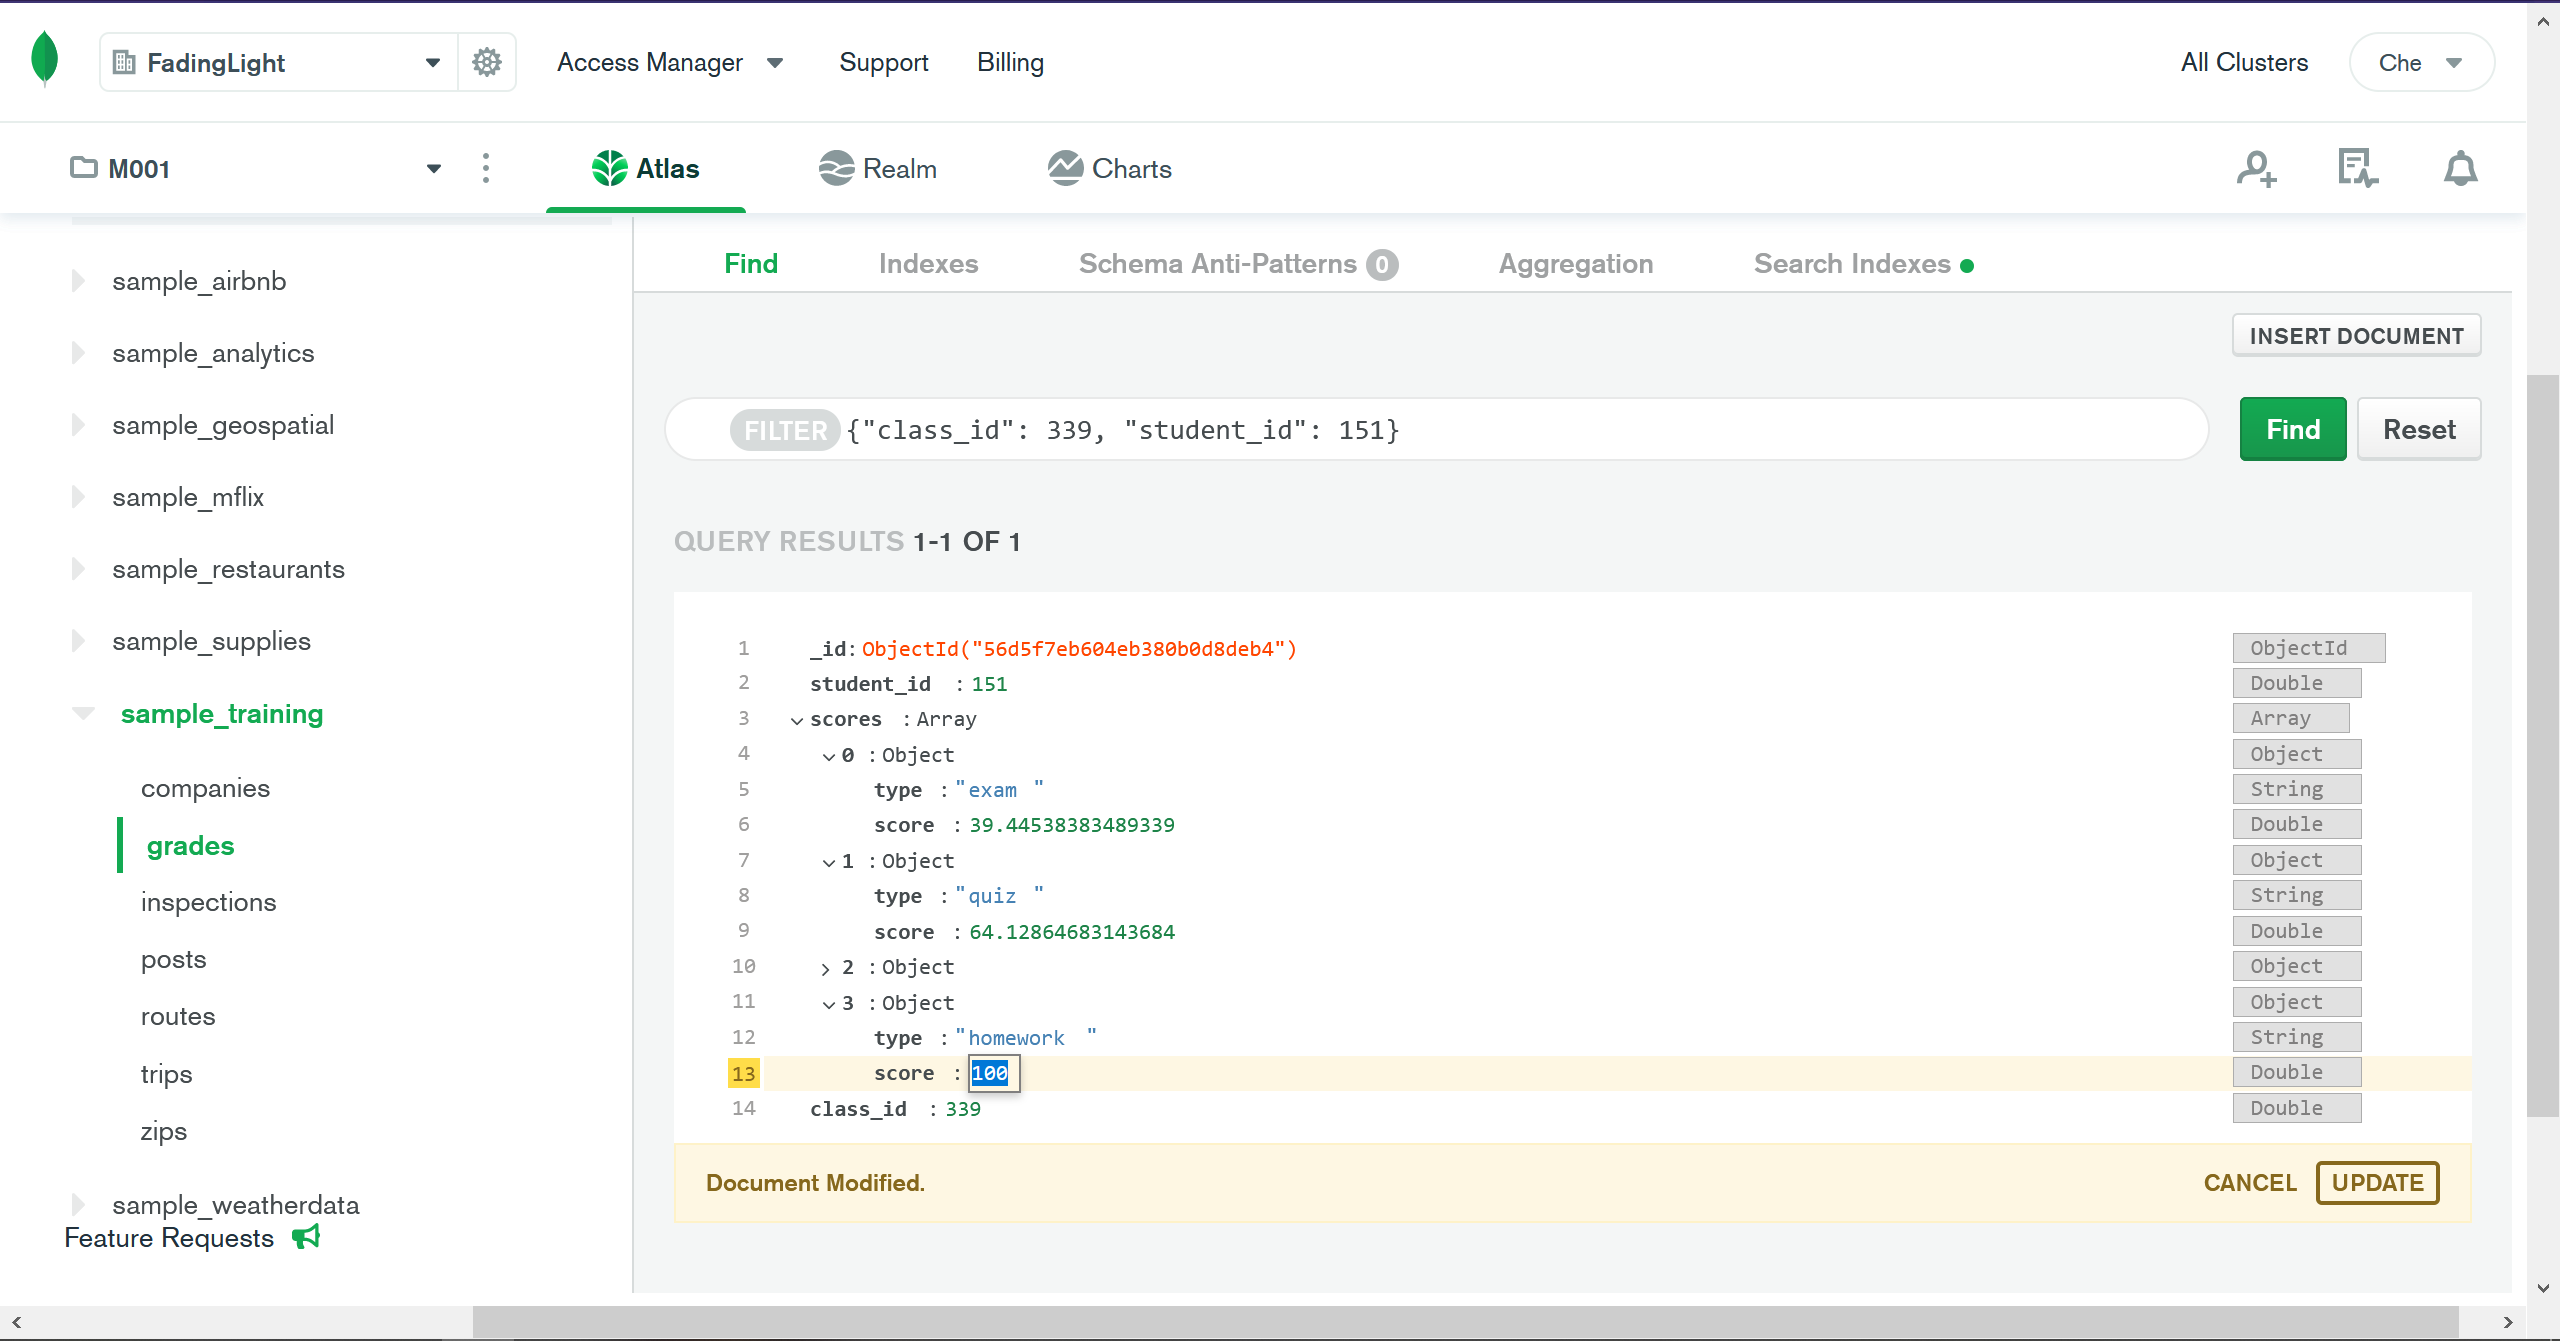 FadingLight
Access Manager
Support
Billing
All Clusters
Che
M001
Atlas
Realm
Charts
sample_airbnb
sample_analytics
sample_geospatial
sample_mflix
sample_restaurants
sample_supplies
sample_training
companies
grades
inspections
posts
routes
trips
zips
sample_weatherdata
Feature Requests
Find
Indexes
Schema Anti-Patterns 0
Aggregation
Search Indexes
INSERT DOCUMENT
FILTER {"class_id": 339, "student_id": 151}
Find
Reset
QUERY RESULTS 1-1 OF 1
1 _id: ObjectId("56d5f7eb604eb380b0d8deb4") ObjectId
2 student_id : 151 Double
3 scores : Array Array
4 0 : Object Object
5 type : "exam " String
6 score : 39.44538383489339 Double
7 1 : Object Object
8 type : "quiz " String
9 score : 64.12864683143684 Double
10 2 : Object Object
11 3 : Object Object
12 type : "homework " String
13 score : 100 Double
14 class_id : 339 Double
Document Modified.
CANCEL
UPDATE